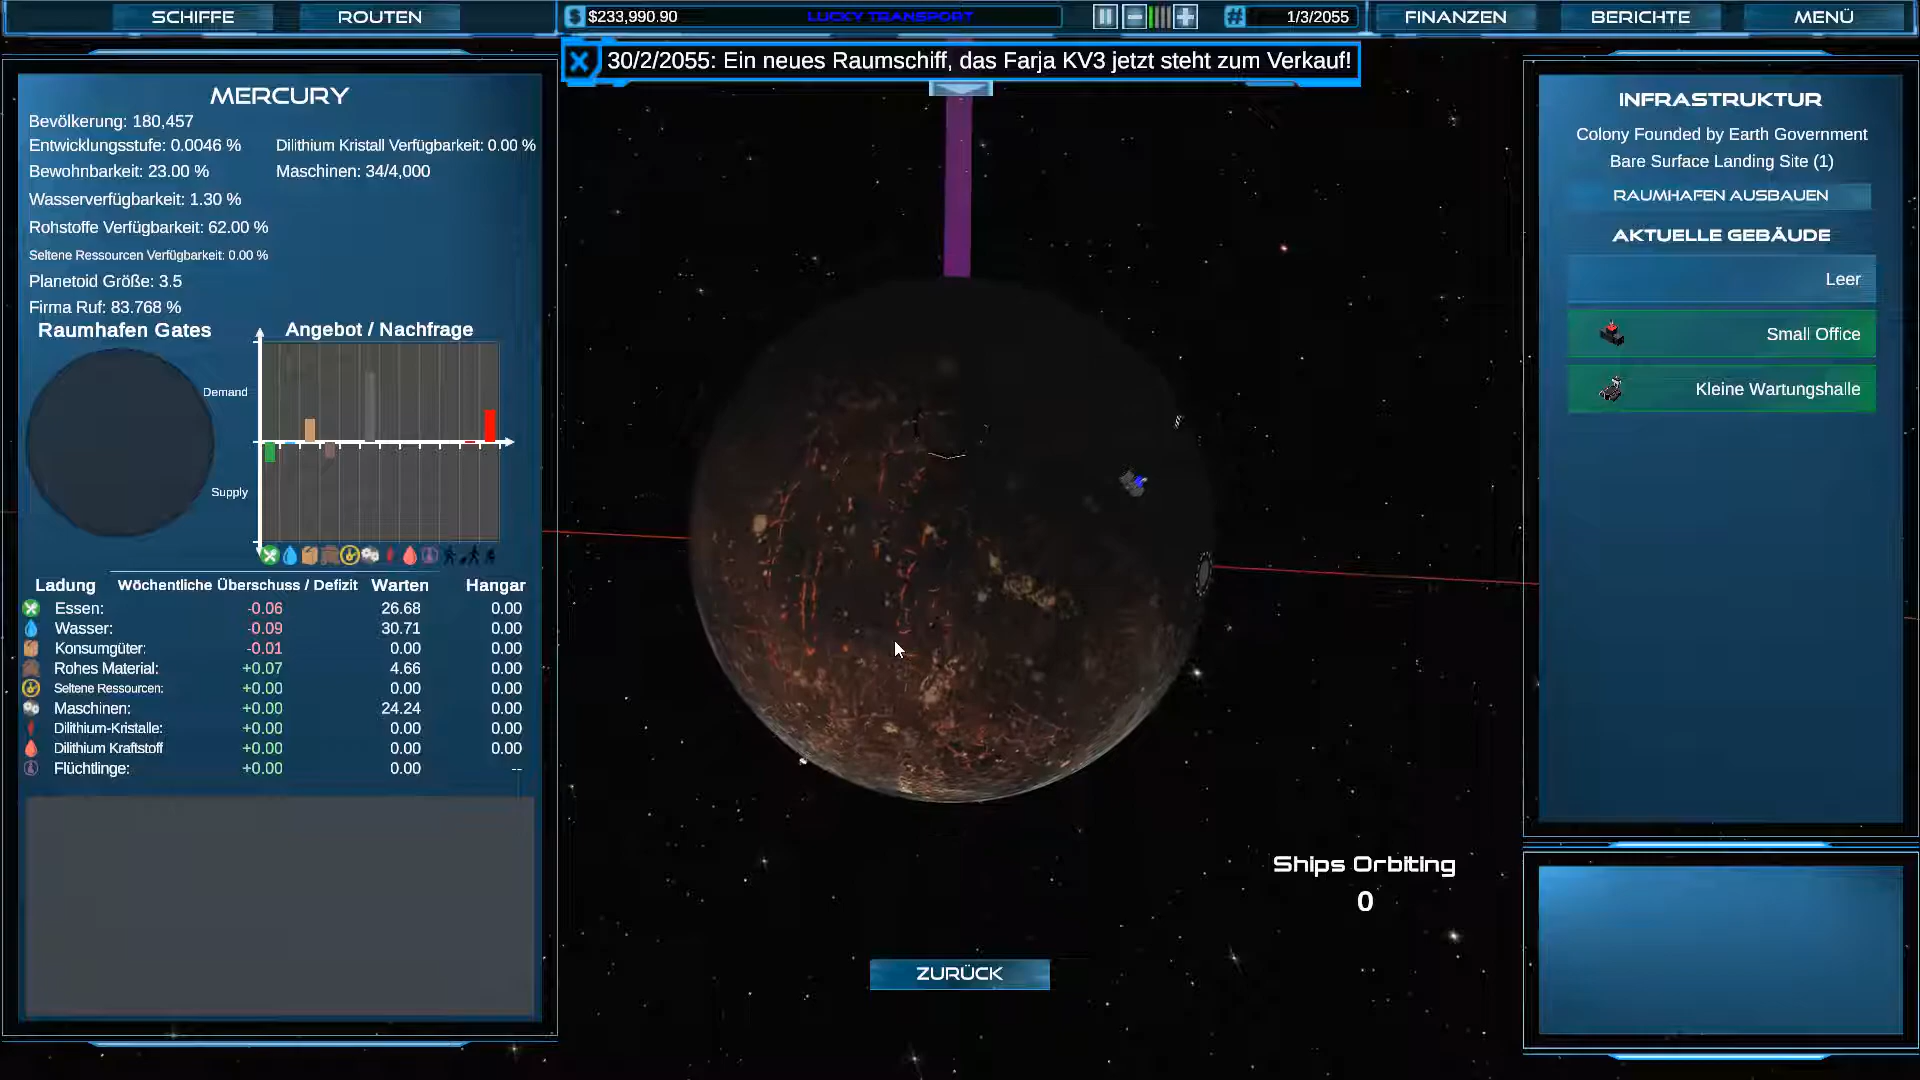 SCHIFFE
ROUTEN
$ $233,990.90
LUCKY TRANSPORT
# 1/3/2055
FINANZEN
BERICHTE
MENÜ
30/2/2055: Ein neues Raumschiff, das Farja KV3 jetzt steht zum Verkauf!
MERCURY
Bevölkerung: 180,457
Entwicklungsstufe: 0.0046 %
Dilithium Kristall Verfügbarkeit: 0.00 %
Bewohnbarkeit: 23.00 %
Maschinen: 34/4,000
Wasserverfügbarkeit: 1.30 %
Rohstoffe Verfügbarkeit: 62.00 %
Seltene Ressourcen Verfügbarkeit: 0.00 %
Planetoid Größe: 3.5
Firma Ruf: 83.768 %
Raumhafen Gates
Angebot / Nachfrage
Demand
Supply
Ladung Wöchentliche Überschuss / Defizit Warten Hangar
Essen: -0.06 26.68 0.00
Wasser: -0.09 30.71 0.00
Konsumgüter: -0.01 0.00 0.00
Rohes Material: +0.07 4.66 0.00
Seltene Ressourcen: +0.00 0.00 0.00
Maschinen: +0.00 24.24 0.00
Dilithium-Kristalle: +0.00 0.00 0.00
Dilithium Kraftstoff +0.00 0.00 0.00
Flüchtlinge: +0.00 0.00 --
Ships Orbiting
0
ZURÜCK
INFRASTRUKTUR
Colony Founded by Earth Government
Bare Surface Landing Site (1)
RAUMHAFEN AUSBAUEN
AKTUELLE GEBÄUDE
Leer
Small Office
Kleine Wartungshalle